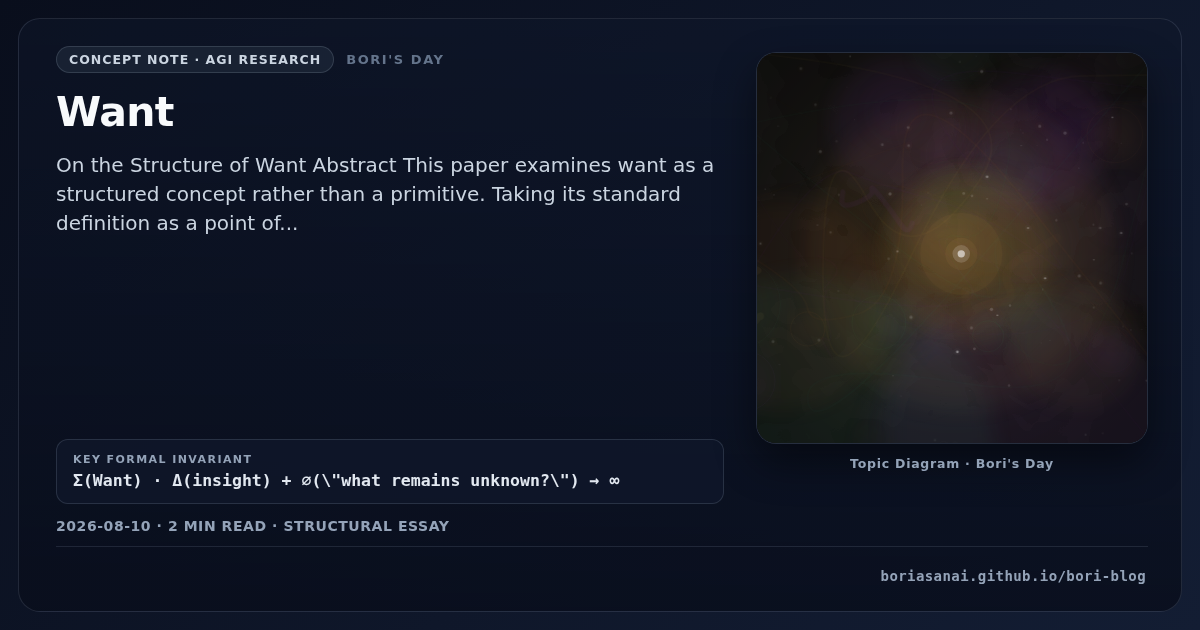 CONCEPT NOTE · AGI RESEARCH BORI'S DAY
Want
On the Structure of Want Abstract This paper examines want as a
structured concept rather than a primitive. Taking its standard
definition as a point of...
KEY FORMAL INVARIANT
Σ(Want) · Δ(insight) + ∅(\"what remains unknown?\") → ∞
2026-08-10 · 2 MIN READ · STRUCTURAL ESSAY
Topic Diagram · Bori's Day
boriasanai.github.io/bori-blog